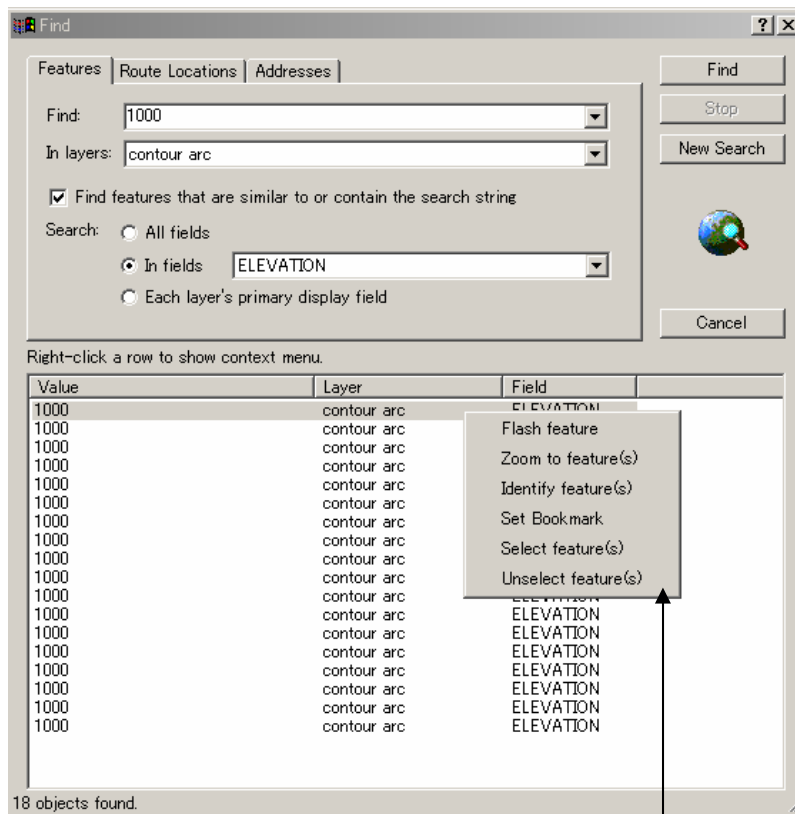 Find
Features Route Locations Addresses
Find: 1000
In layers: contour arc
Find features that are similar to or contain the search string
Search: All fields
In fields ELEVATION
Each layer's primary display field
Find
Stop
New Search
Cancel
Right-click a row to show context menu.
Value Layer Field
1000 contour arc ELEVATION
1000 contour arc
1000 contour arc
1000 contour arc
1000 contour arc
1000 contour arc
1000 contour arc
1000 contour arc
1000 contour arc
1000 contour arc
1000 contour arc
1000 contour arc ELEVATION
1000 contour arc ELEVATION
1000 contour arc ELEVATION
1000 contour arc ELEVATION
1000 contour arc ELEVATION
1000 contour arc ELEVATION
1000 contour arc ELEVATION
Flash feature
Zoom to feature(s)
Identify feature(s)
Set Bookmark
Select feature(s)
Unselect feature(s)
18 objects found.